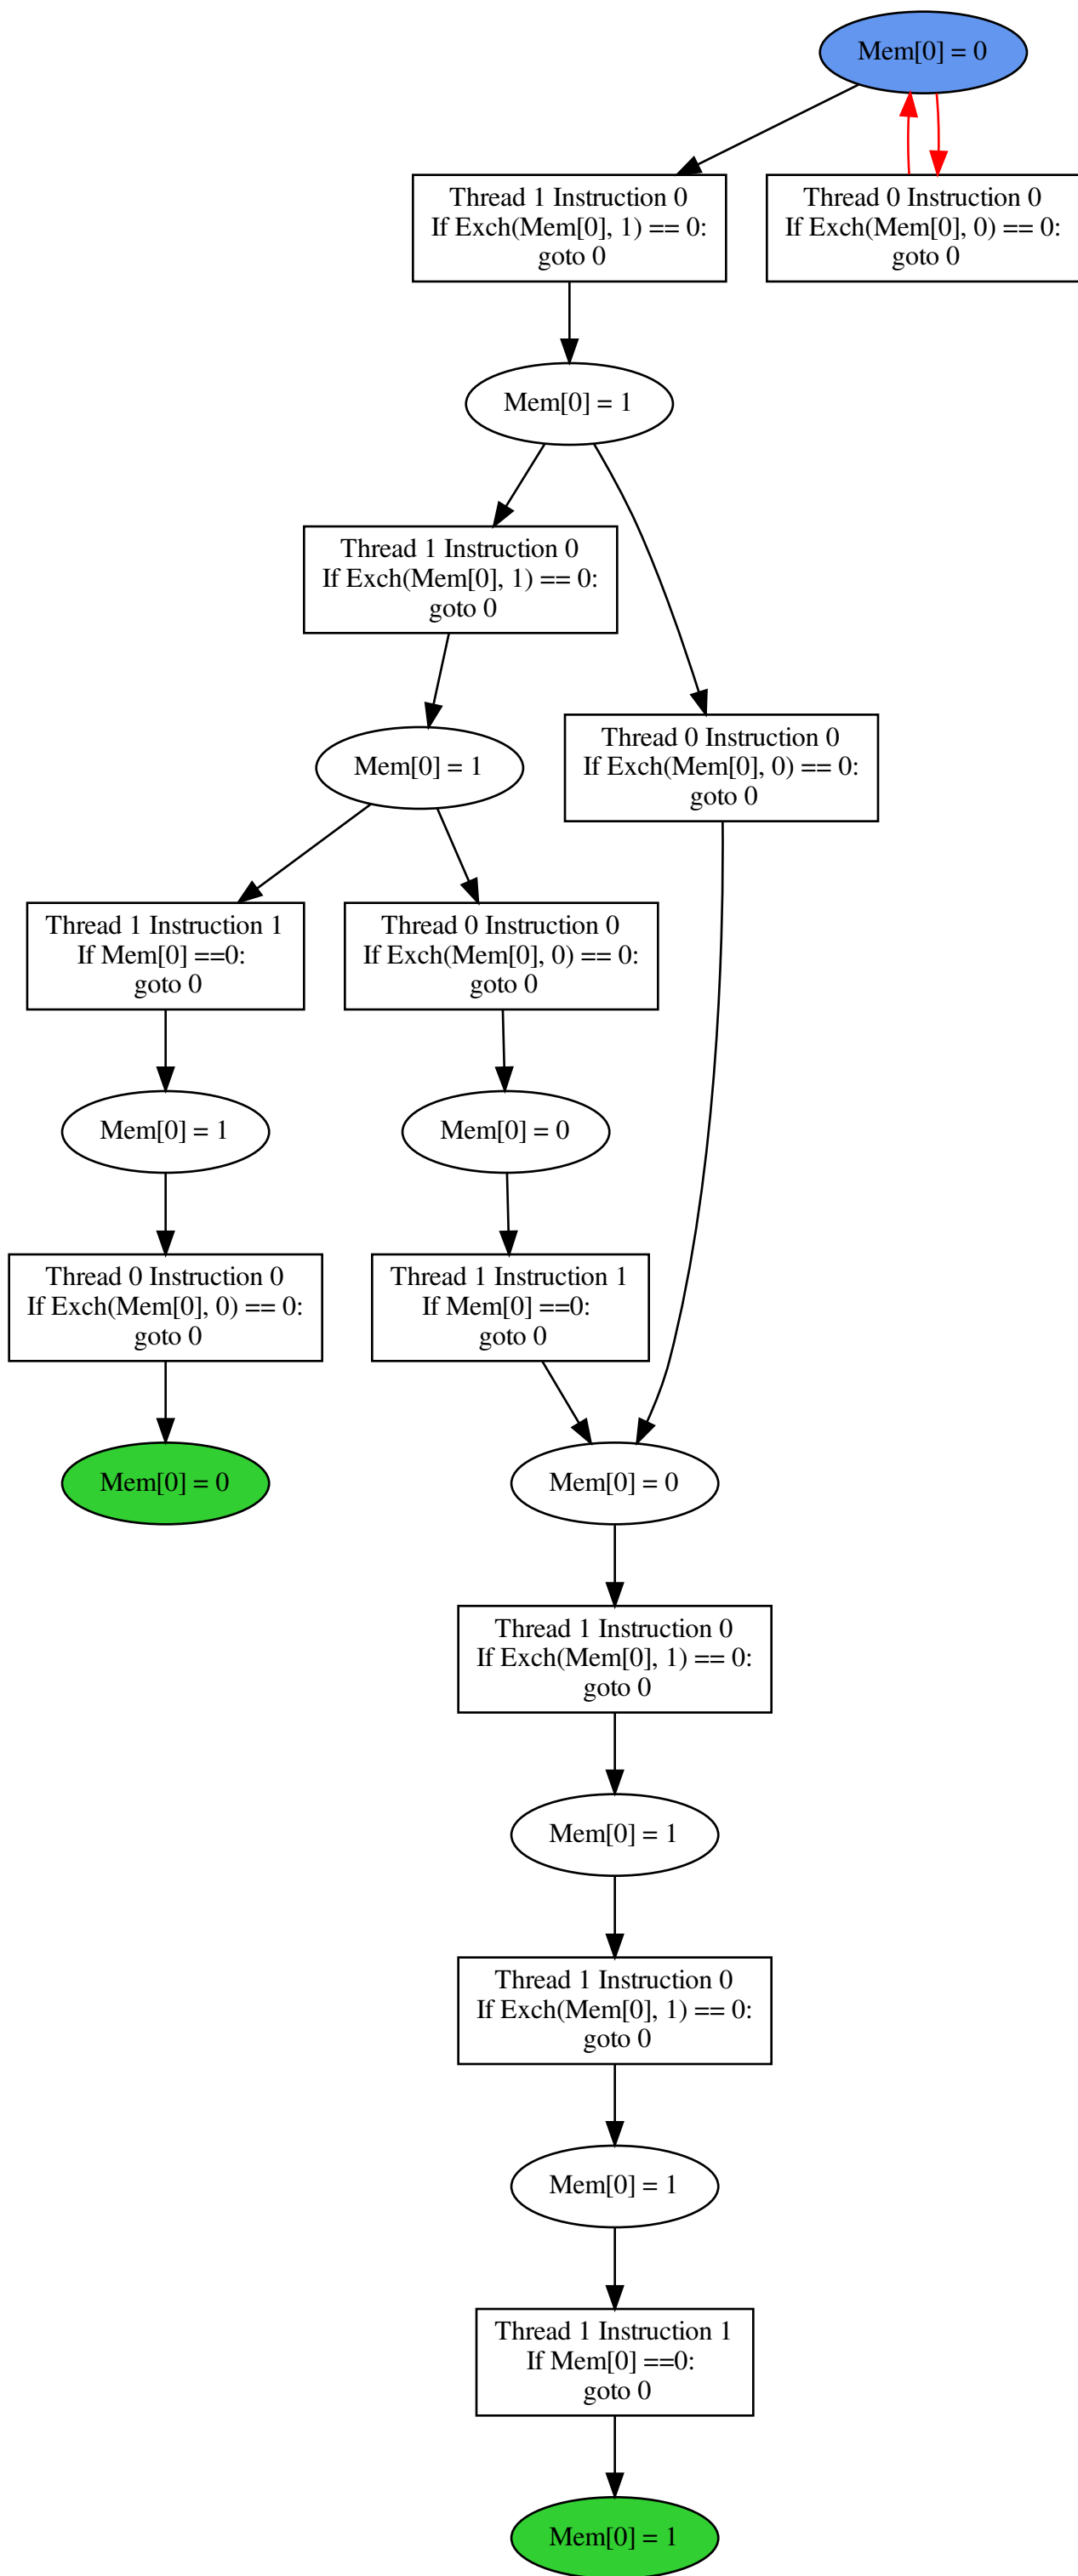 Mem[0] = 0
Thread 1 Instruction 0
If Exch(Mem[0], 1) == 0:
goto 0
Thread 0 Instruction 0
If Exch(Mem[0], 0) == 0:
goto 0
Mem[0] = 1
Thread 1 Instruction 0
If Exch(Mem[0], 1) == 0:
goto 0
Mem[0] = 1
Thread 0 Instruction 0
If Exch(Mem[0], 0) == 0:
goto 0
Thread 1 Instruction 1
If Mem[0] ==0:
goto 0
Thread 0 Instruction 0
If Exch(Mem[0], 0) == 0:
goto 0
Mem[0] = 1
Mem[0] = 0
Thread 0 Instruction 0
If Exch(Mem[0], 0) == 0:
goto 0
Thread 1 Instruction 1
If Mem[0] ==0:
goto 0
Mem[0] = 0
Mem[0] = 0
Thread 1 Instruction 0
If Exch(Mem[0], 1) == 0:
goto 0
Mem[0] = 1
Thread 1 Instruction 0
If Exch(Mem[0], 1) == 0:
goto 0
Mem[0] = 1
Thread 1 Instruction 1
If Mem[0] ==0:
goto 0
Mem[0] = 1